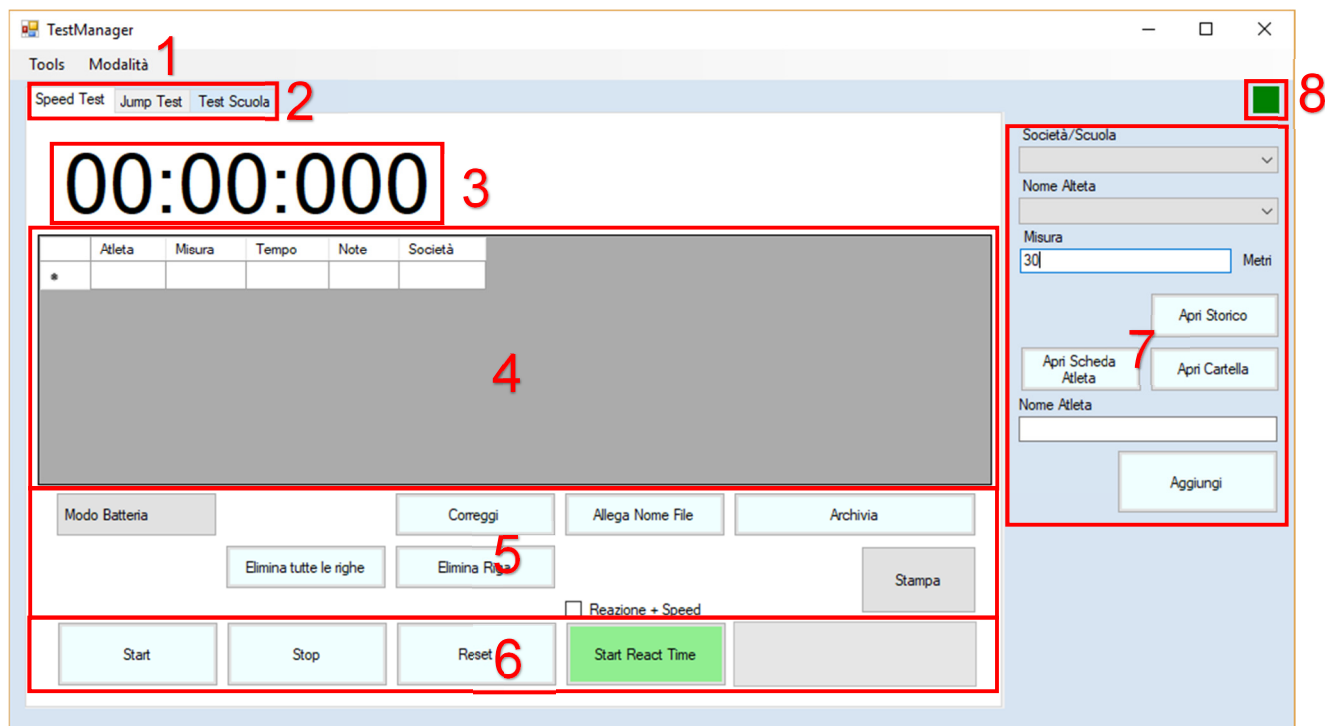 TestManager
Tools Modalità 1
Speed Test Jump Test Test Scuola 2
8
00:00:000 3
Atleta Misura Tempo Note Società
*
4
Società/Scuola
Nome Alteta
Misura
30 Metri
Apri Storico
7
Apri Scheda Atleta Apri Cartella
Nome Atleta
Aggiungi
Modo Batteria Correggi Allega Nome File Archivia
5
Elimina tutte le righe Elimina Riga Stampa
Reazione + Speed
Start Stop Reset 6 Start React Time